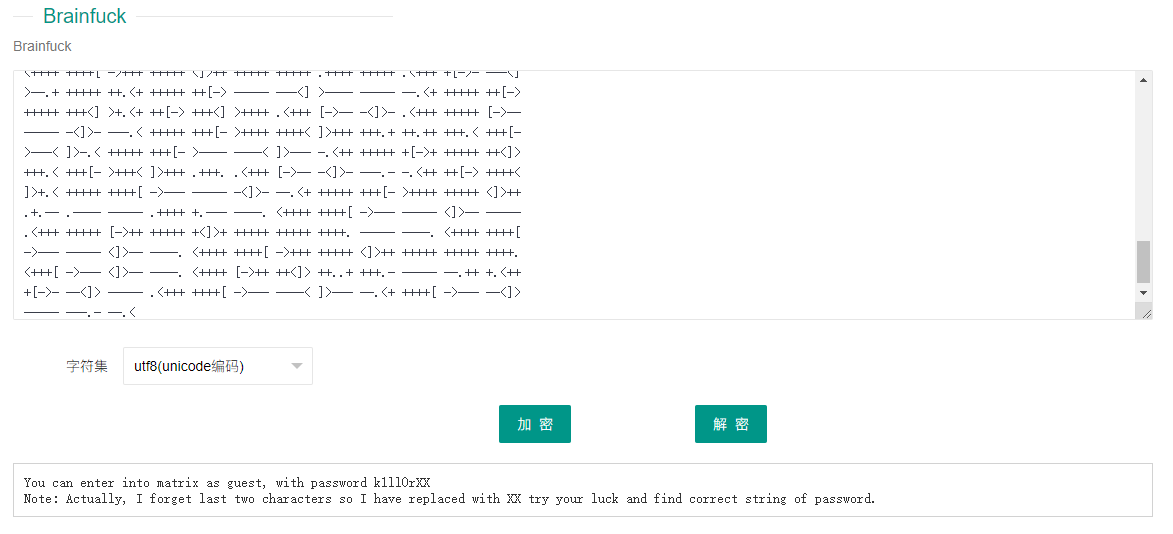 Brainfuck
Brainfuck
<++++ ++++[ ->+++ +++++ <]>++ +++++ +++++ .++++ +++++ .<+++ +[->- ---<]
>--.+ +++++ ++.<+ +++++ ++[-> ----- ---<] >---- ----- --.<+ +++++ ++[->
+++++ +++<] >+.<+ ++[-> +++<] >++++ .<+++ [->-- -<]>- .<+++ +++++ [->--
----- -<]>- ---.< +++++ +++[- >++++ ++++< ]>+++ +++.+ ++.++ +++.< +++[-
>---< ]>-.< +++++ +++[- >---- ----< ]>--- -.<++ +++++ +[->+ +++++ ++<]>
+++.< +++[- >+++< ]>+++ .+++. .<+++ [->-- -<]>- ---.- -.<++ ++[-> ++++<
]>+.< +++++ ++++[ ->--- ----- -<]>- --.<+ +++++ +++[- >++++ +++++ <]>++
.+.-- .---- ----- .++++ +.--- ----. <++++ ++++[ ->--- ----- <]>-- -----
.<+++ +++++ [->++ +++++ +<]>+ +++++ +++++ ++++. ----- ----. <++++ ++++[
->--- ----- <]>-- ----. <++++ ++++[ ->+++ +++++ <]>++ +++++ +++++ ++++.
<+++[ ->--- <]>-- ----. <++++ [->++ ++<]> ++..+ +++.- ----- --.++ +.<++
+[->- --<]> ----- .<+++ ++++[ ->--- ----< ]>--- --.<+ ++++[ ->--- --<]>
----- ---.- --.<
字符集
utf8(unicode编码)
加 密
解 密
You can enter into matrix as guest, with password k1ll0rXX
Note: Actually, I forget last two characters so I have replaced with XX try your luck and find correct string of password.